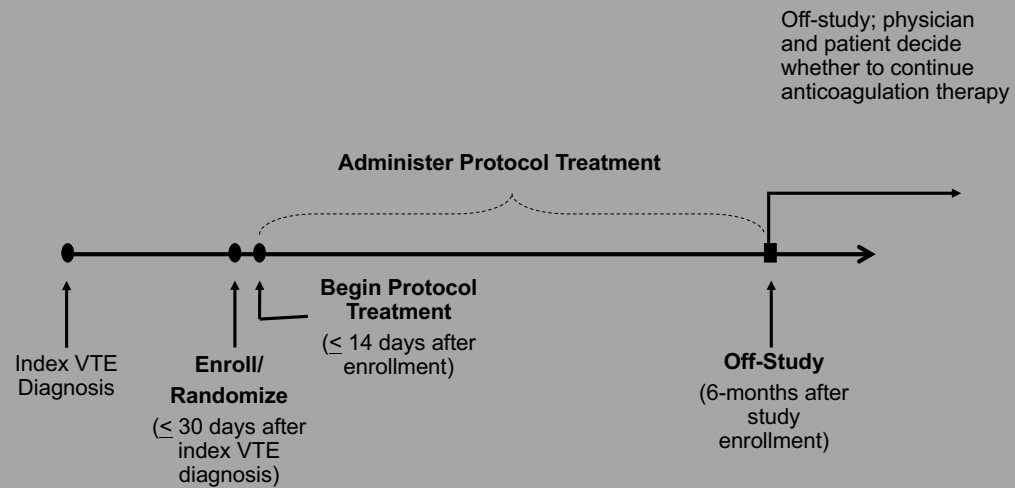 Off-study; physician
and patient decide
whether to continue
anticoagulation therapy
Administer Protocol Treatment
Index VTE
Diagnosis
Enroll/
Randomize
(≤ 30 days after
index VTE
diagnosis)
Begin Protocol
Treatment
(≤ 14 days after
enrollment)
Off-Study
(6-months after
study
enrollment)